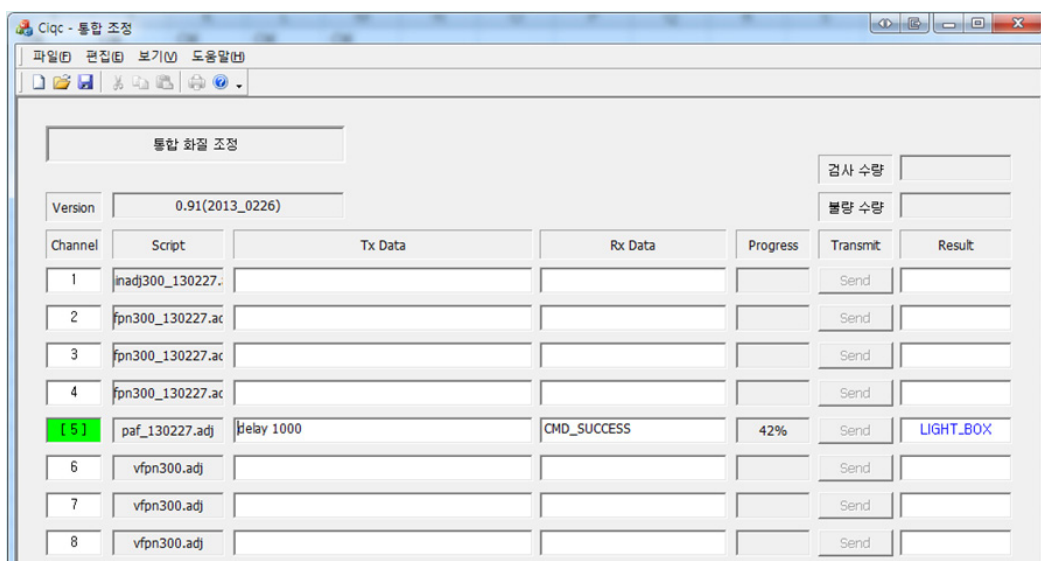 Ciqc - 통합 조정
파일(F) 편집(E) 보기(V) 도움말(H)
통합 화질 조정
검사 수량
Version 0.91(2013_0226) 불량 수량
Channel Script Tx Data Rx Data Progress Transmit Result
1 inadj300_130227. Send
2 fpn300_130227.ac Send
3 fpn300_130227.ac Send
4 fpn300_130227.ac Send
[5] paf_130227.adj delay 1000 CMD_SUCCESS 42% Send LIGHT_BOX
6 vfpn300.adj Send
7 vfpn300.adj Send
8 vfpn300.adj Send